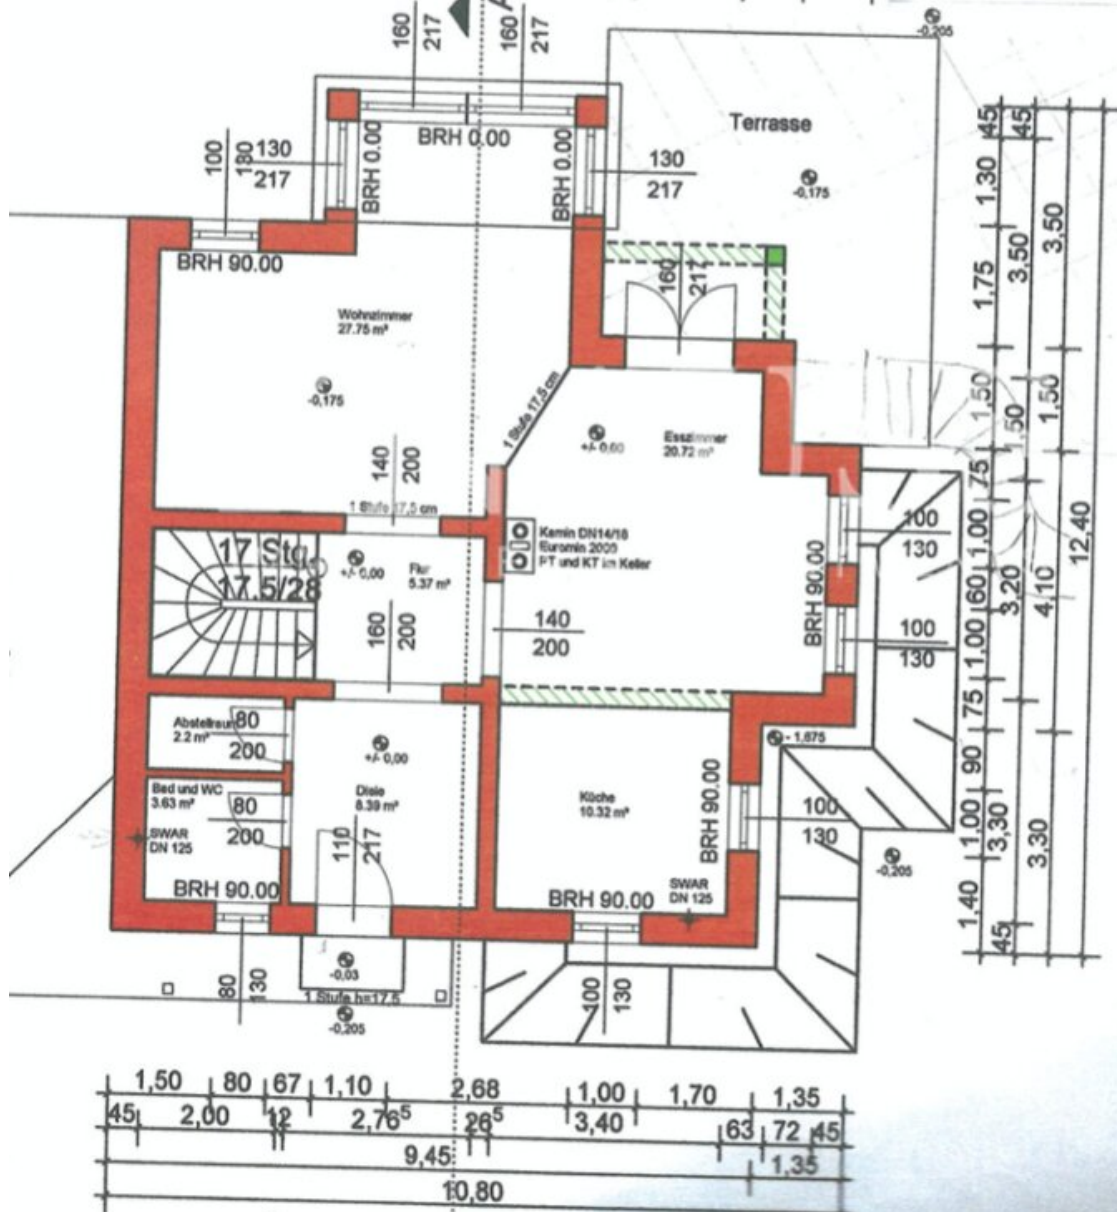 160
217
160
217
-0,205
Terrasse
-0,175
BRH 0.00
BRH 0.00
BRH 0.00
100
130
130
217
130
217
BRH 90.00
160
217
Wohnzimmer
27.75 m²
-0,175
1 Stufe 17,5 cm
+/- 0,00
Esszimmer
20.72 m²
140
200
1 Stufe 17,5 cm
Kamin DN14/18
Euromin 2000
PT und KT im Keller
17 Stg.
17.5/28
+/- 0,00
Flur
5.37 m²
160
200
140
200
BRH 90.00
100
130
100
130
Abstellraum
2.2 m²
80
200
+/- 0,00
Diele
8.39 m²
Bad und WC
3.63 m²
80
200
SWAR
DN 125
110
217
BRH 90.00
Küche
10.32 m²
BRH 90.00
100
130
- 1,675
-0,205
BRH 90.00
SWAR
DN 125
80
130
-0,03
1 Stufe h=17,5
-0,205
100
130
45
1,30
1,75
1,50
75
1,00
60
1,00
75
90
1,00
1,40
45
3,50
1,50
3,20
3,30
45
3,50
1,50
4,10
3,30
12,40
1,50 80 67 1,10 2,68 1,00 1,70 1,35
45 2,00 12 2,76⁵ 26⁵ 3,40 63 72 45
9,45 1,35
10,80